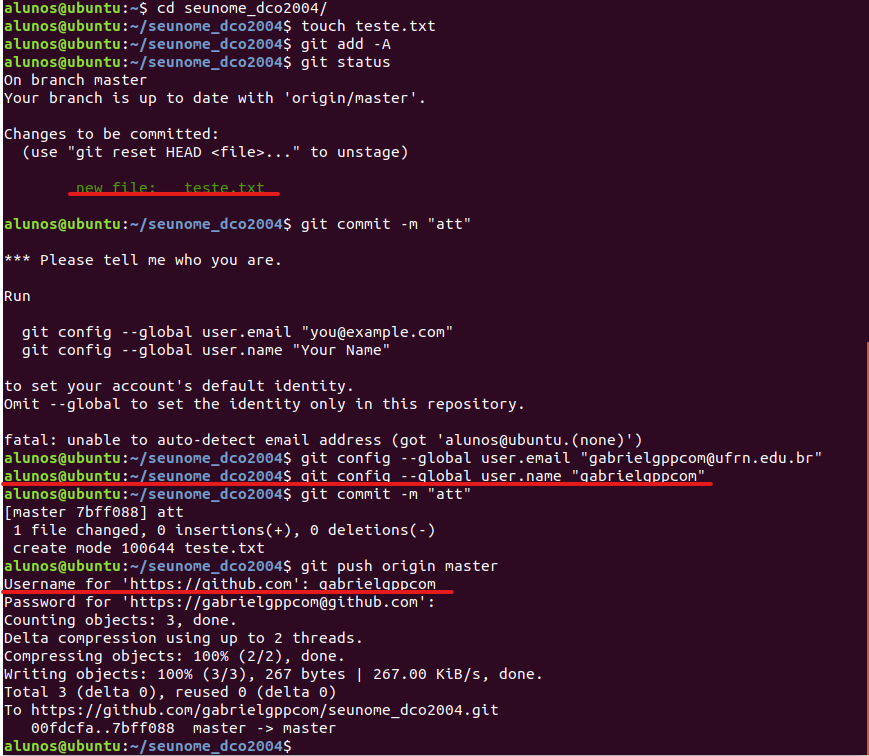 alunos@ubuntu:~$ cd seunome_dco2004/
alunos@ubuntu:~/seunome_dco2004$ touch teste.txt
alunos@ubuntu:~/seunome_dco2004$ git add -A
alunos@ubuntu:~/seunome_dco2004$ git status
On branch master
Your branch is up to date with 'origin/master'.
Changes to be committed:
  (use "git reset HEAD <file>..." to unstage)
        new file:   teste.txt
alunos@ubuntu:~/seunome_dco2004$ git commit -m "att"
*** Please tell me who you are.
Run
  git config --global user.email "you@example.com"
  git config --global user.name "Your Name"
to set your account's default identity.
Omit --global to set the identity only in this repository.
fatal: unable to auto-detect email address (got 'alunos@ubuntu.(none)')
alunos@ubuntu:~/seunome_dco2004$ git config --global user.email "gabrielgppcom@ufrn.edu.br"
alunos@ubuntu:~/seunome_dco2004$ git config --global user.name "gabrielgppcom"
alunos@ubuntu:~/seunome_dco2004$ git commit -m "att"
[master 7bff088] att
 1 file changed, 0 insertions(+), 0 deletions(-)
 create mode 100644 teste.txt
alunos@ubuntu:~/seunome_dco2004$ git push origin master
Username for 'https://github.com': gabrielgppcom
Password for 'https://gabrielgppcom@github.com':
Counting objects: 3, done.
Delta compression using up to 2 threads.
Compressing objects: 100% (2/2), done.
Writing objects: 100% (3/3), 267 bytes | 267.00 KiB/s, done.
Total 3 (delta 0), reused 0 (delta 0)
To https://github.com/gabrielgppcom/seunome_dco2004.git
   00fdcfa..7bff088  master -> master
alunos@ubuntu:~/seunome_dco2004$